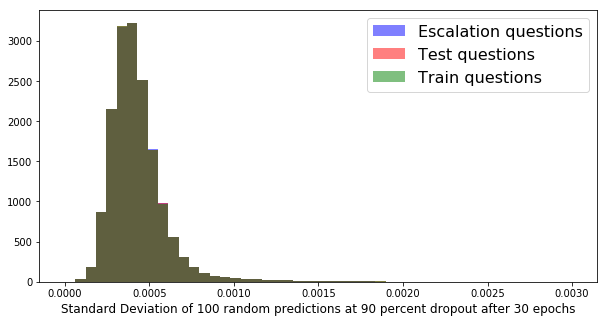 Escalation questions
Test questions
Train questions
3000
2500
2000
1500
1000
500
0
0.0000 0.0005 0.0010 0.0015 0.0020 0.0025 0.0030
Standard Deviation of 100 random predictions at 90 percent dropout after 30 epochs